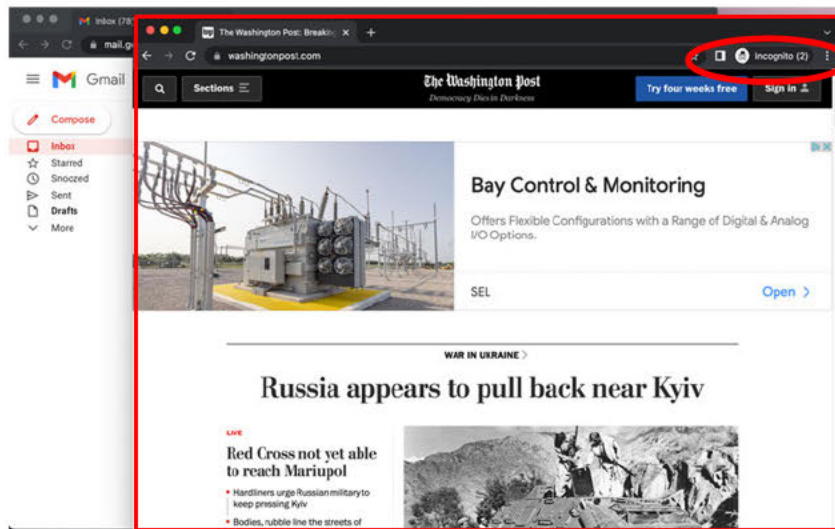 Inbox (78
mail.g
Gmail
Compose
Inbox
Starred
Snoozed
Sent
Drafts
More
The Washington Post: Breakin
washingtonpost.com
Incognito (2)
Sections
The Washington Post
Democracy Dies in Darkness
Try four weeks free
Sign in
Bay Control & Monitoring
Offers Flexible Configurations with a Range of Digital & Analog
I/O Options.
SEL
Open
WAR IN UKRAINE
Russia appears to pull back near Kyiv
LIVE
Red Cross not yet able
to reach Mariupol
Hardliners urge Russian military to
keep pressing Kyiv
Bodies, rubble line the streets of